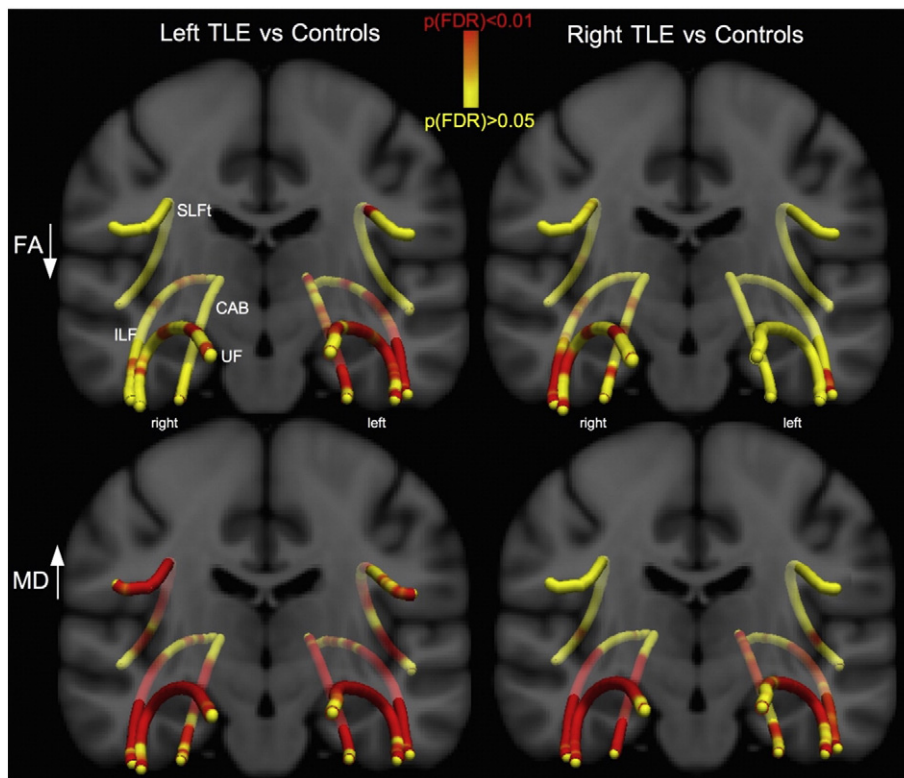 p(FDR)<0.01
Left TLE vs Controls
Right TLE vs Controls
p(FDR)>0.05
SLFt
FA
CAB
ILF
UF
right
left
right
left
MD